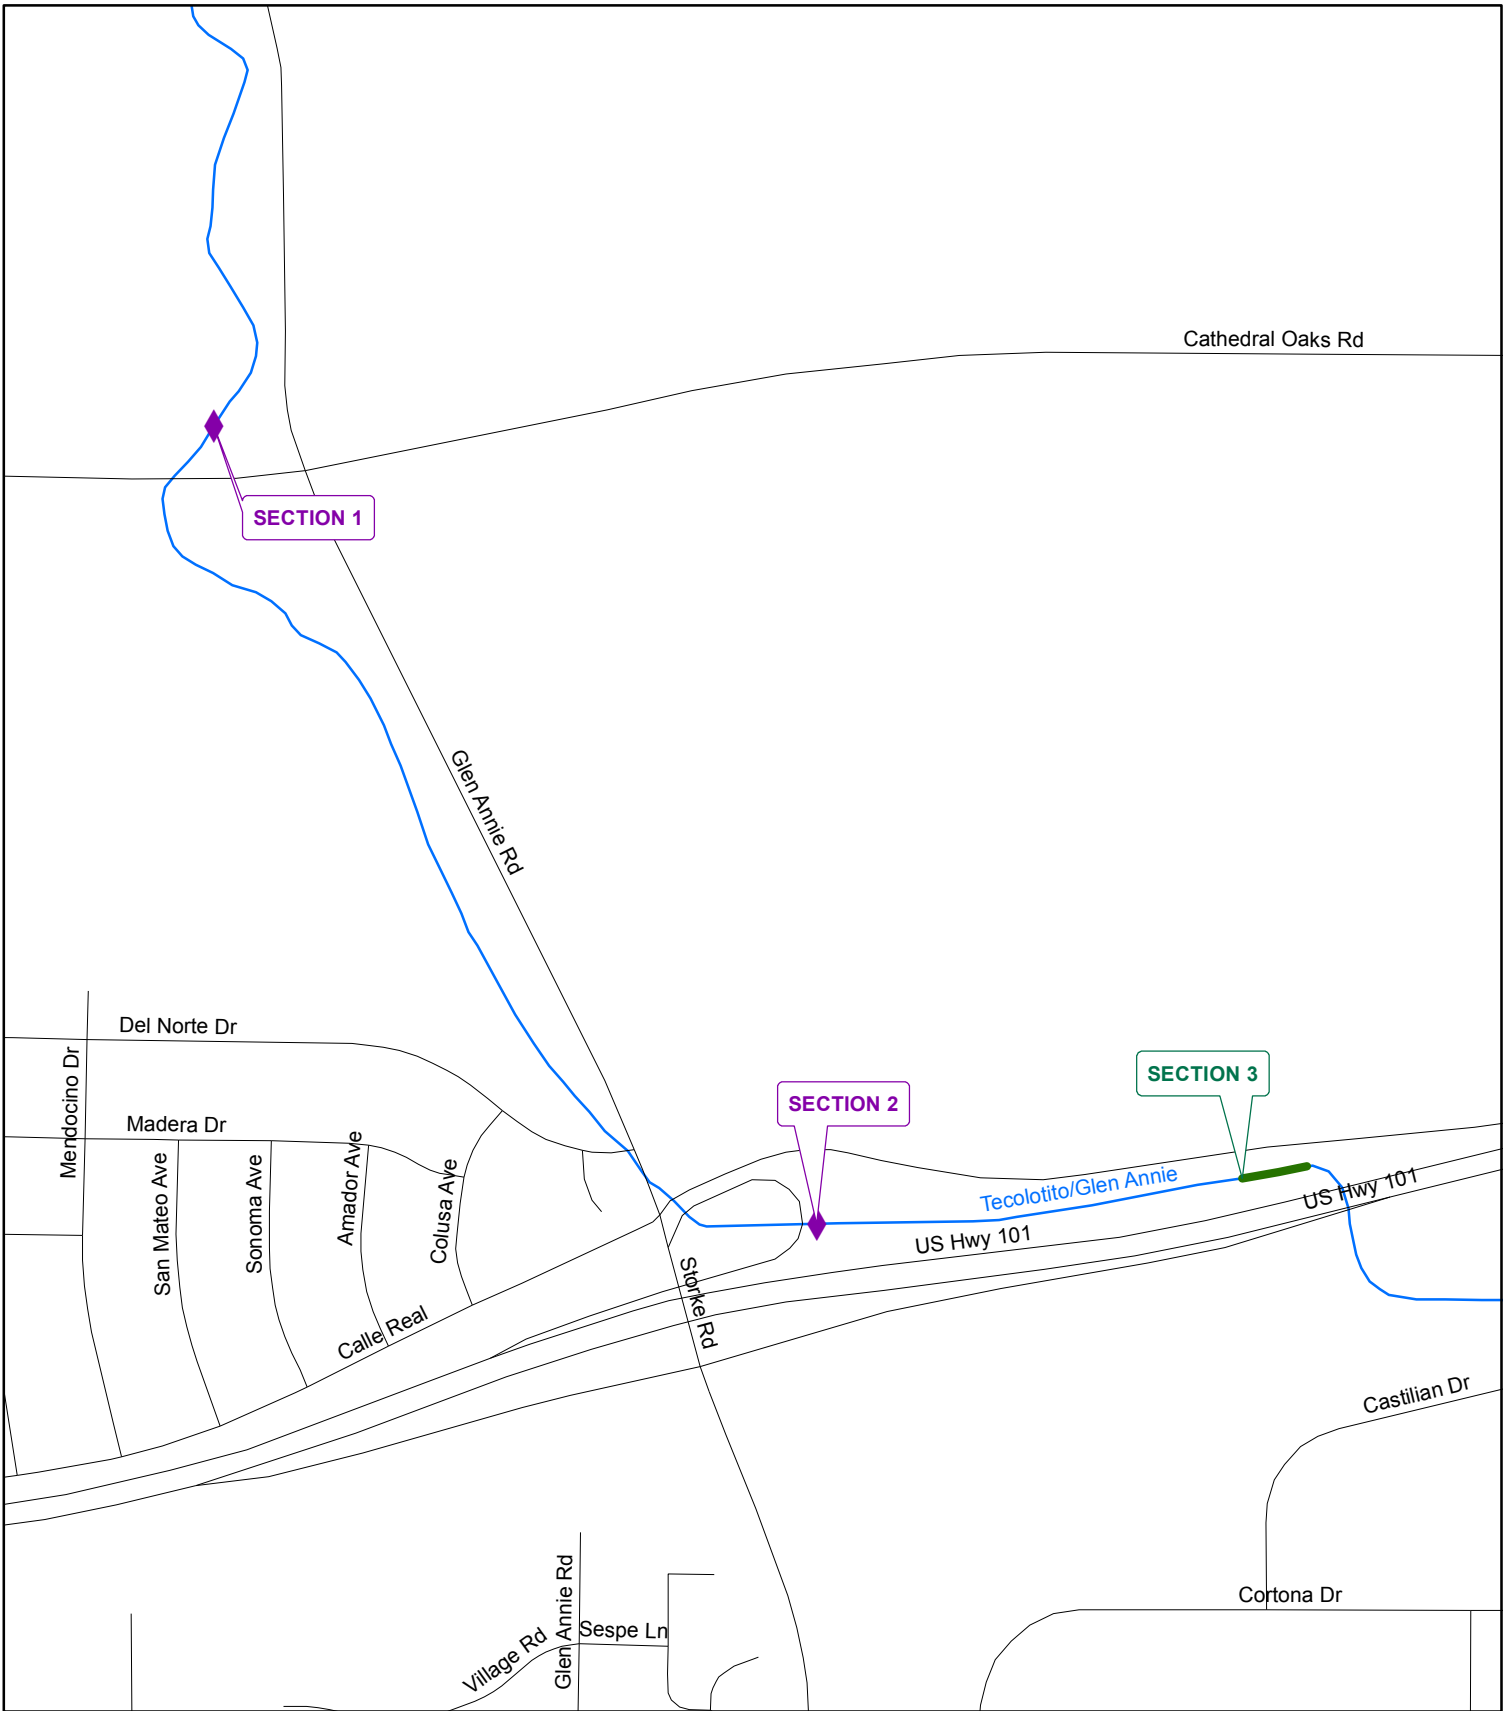 Cathedral Oaks Rd
SECTION 1
Glen Annie Rd
Del Norte Dr
Mendocino Dr
Madera Dr
San Mateo Ave
Sonoma Ave
Amador Ave
Colusa Ave
SECTION 2
SECTION 3
Tecolotito/Glen Annie
US Hwy 101
US Hwy 101
Storke Rd
Calle Real
Castilian Dr
Cortona Dr
Glen Annie Rd
Sespe Ln
Village Rd